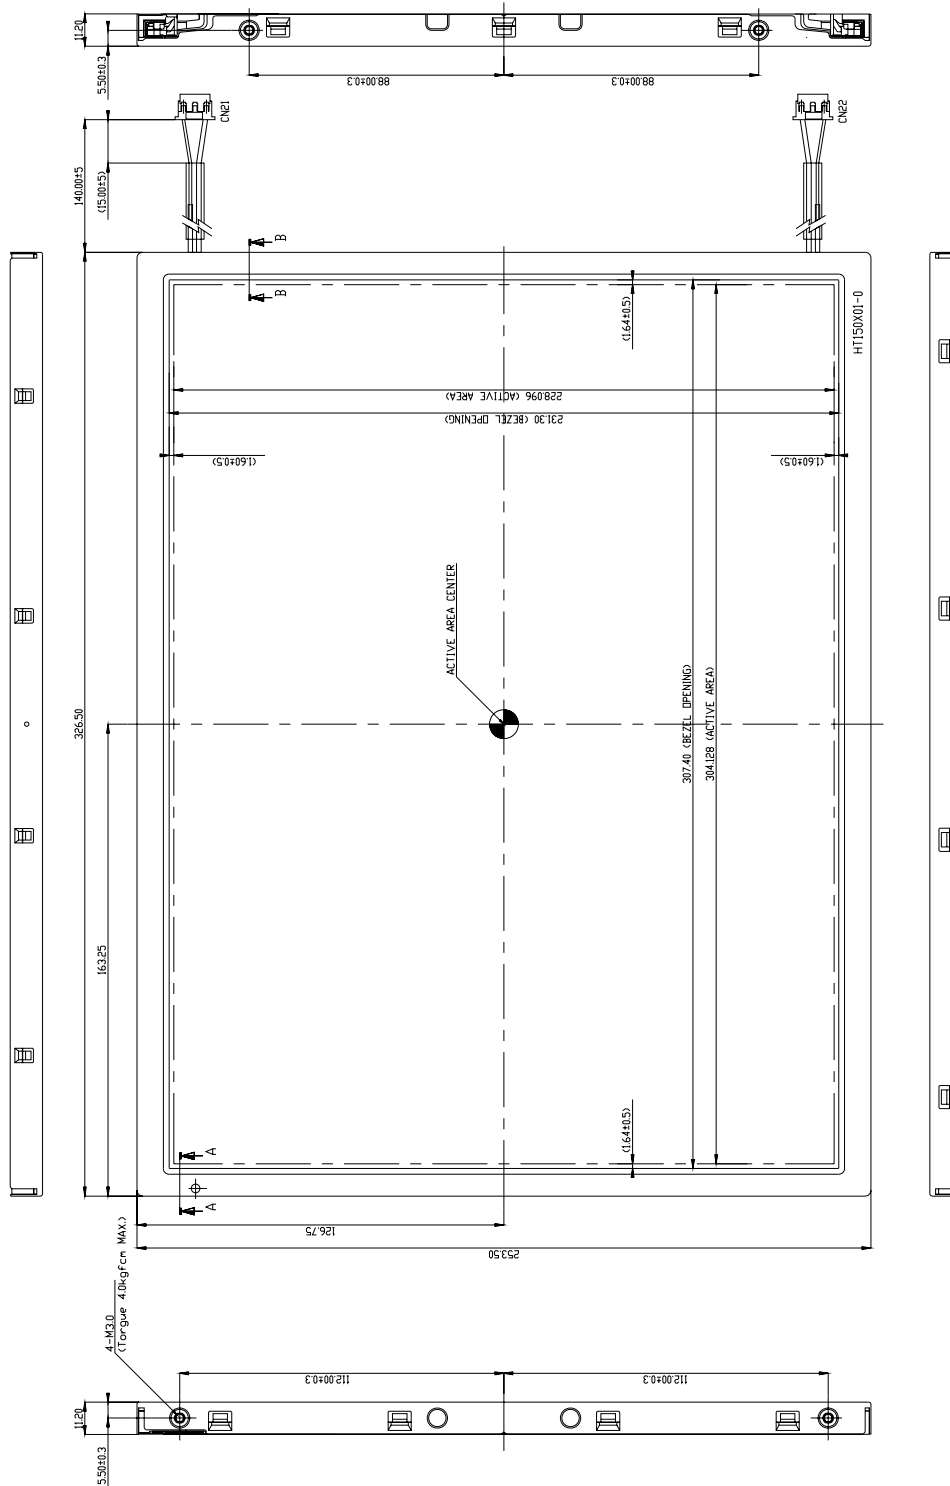 11.20
5.50±0.3
88.00±0.3
88.00±0.3
CN21
CN22
140.00±5
(15.00±5)
B
B
(1.64±0.5)
HT150X01-0
228.096 (ACTIVE AREA)
231.30 (BEZEL OPENING)
(1.60±0.5)
(1.60±0.5)
ACTIVE AREA CENTER
326.50
307.40 (BEZEL OPENING)
304.128 (ACTIVE AREA)
163.25
(1.64±0.5)
A
A
126.75
253.50
4-M3.0
(Torgue 4.0kgfcm MAX.)
112.00±0.3
112.00±0.3
11.20
5.50±0.3